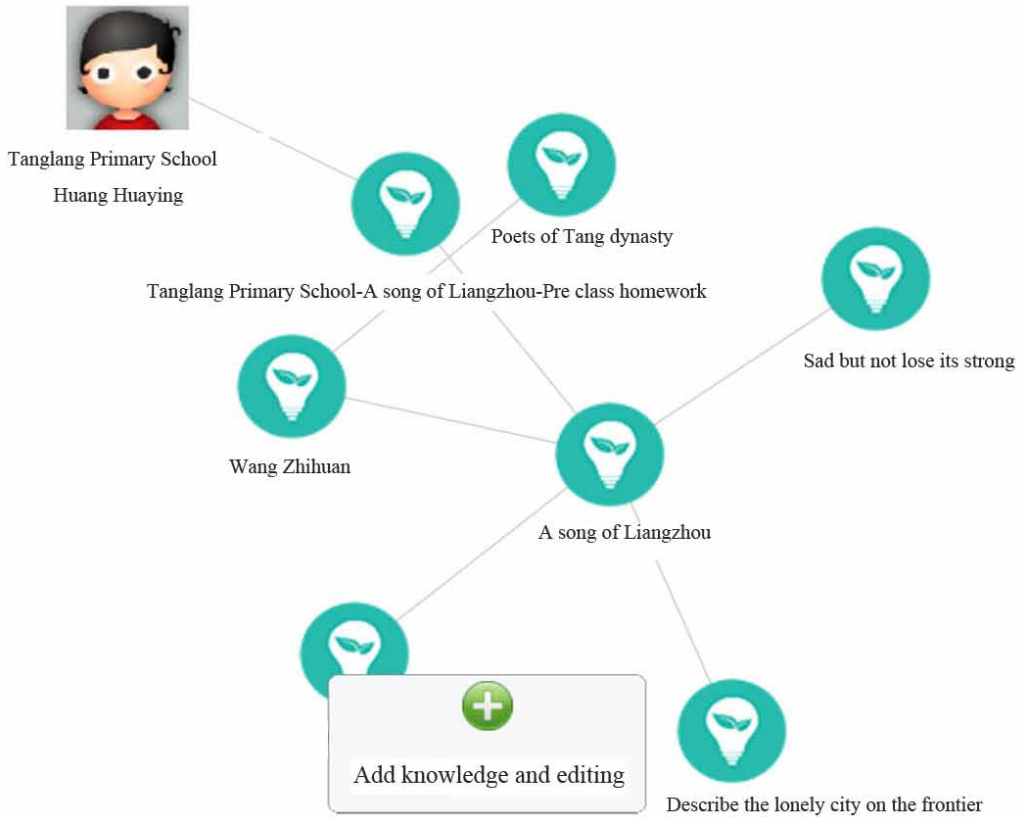 Tanglang Primary School
Huang Huaying
Poets of Tang dynasty
Tanglang Primary School-A song of Liangzhou-Pre class homework
Sad but not lose its strong
Wang Zhihuan
A song of Liangzhou
Add knowledge and editing
Describe the lonely city on the frontier